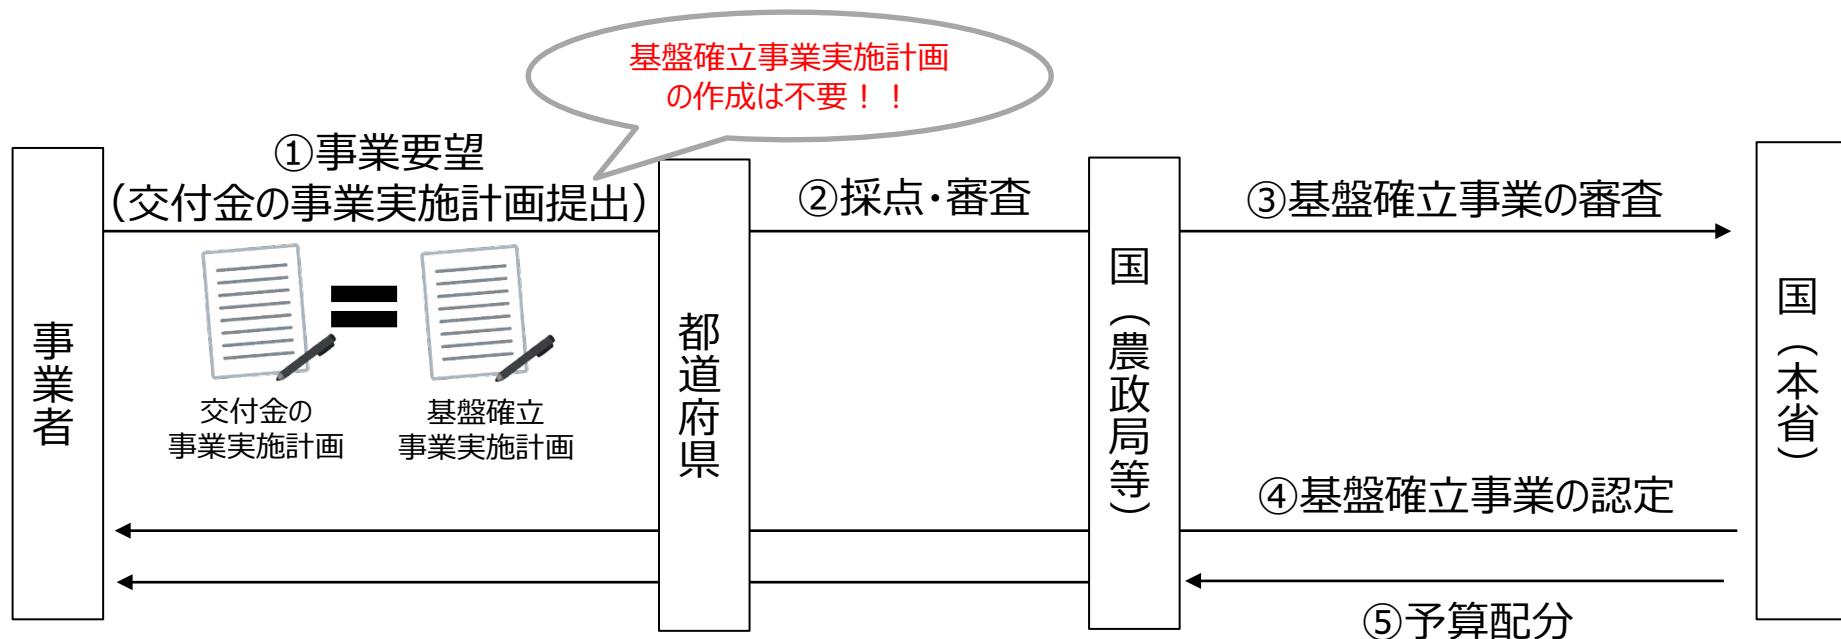 基盤確立事業実施計画
の作成は不要！！
①事業要望
（交付金の事業実施計画提出）
②採点・審査
③基盤確立事業の審査
事業者
交付金の
事業実施計画
基盤確立
事業実施計画
都道府県
国（農政局等）
国（本省）
④基盤確立事業の認定
⑤予算配分